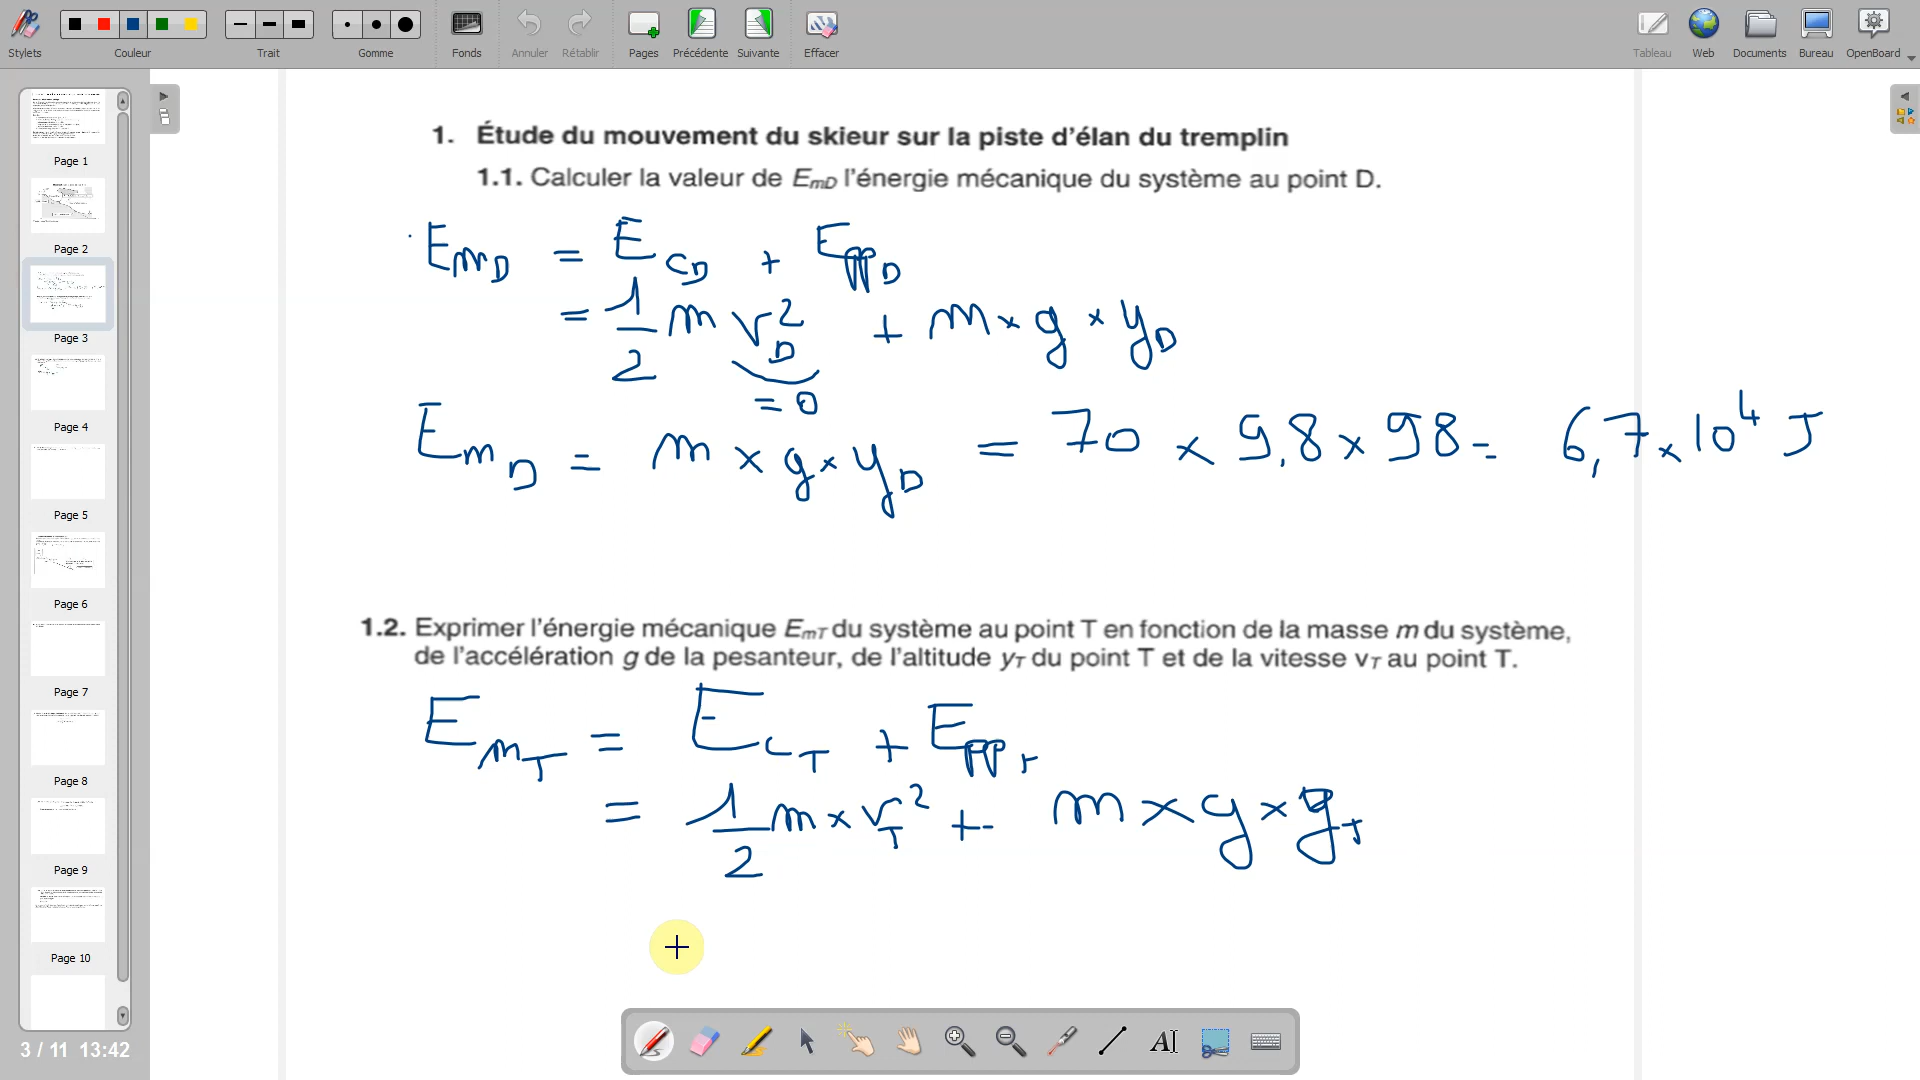 Stylets Couleur Trait Gomme Fonds Annuler Rétablir Pages Précédente Suivante Effacer Tableau Web Documents Bureau OpenBoard
Page 1
Page 2
Page 3
Page 4
Page 5
Page 6
Page 7
Page 8
Page 9
Page 10
3 / 11 13:42
1. Étude du mouvement du skieur sur la piste d'élan du tremplin
1.1. Calculer la valeur de EmD l'énergie mécanique du système au point D.
EmD = ECD + EppD
= 1/2 m vD² + m × g × yD
= 0
EmD = m × g × yD = 70 × 9,8 × 98 = 6,7 × 10⁴ J
1.2. Exprimer l'énergie mécanique EmT du système au point T en fonction de la masse m du système,
de l'accélération g de la pesanteur, de l'altitude yT du point T et de la vitesse vT au point T.
EmT = ECT + EppT
= 1/2 m × vT² + m × g × yT
AI